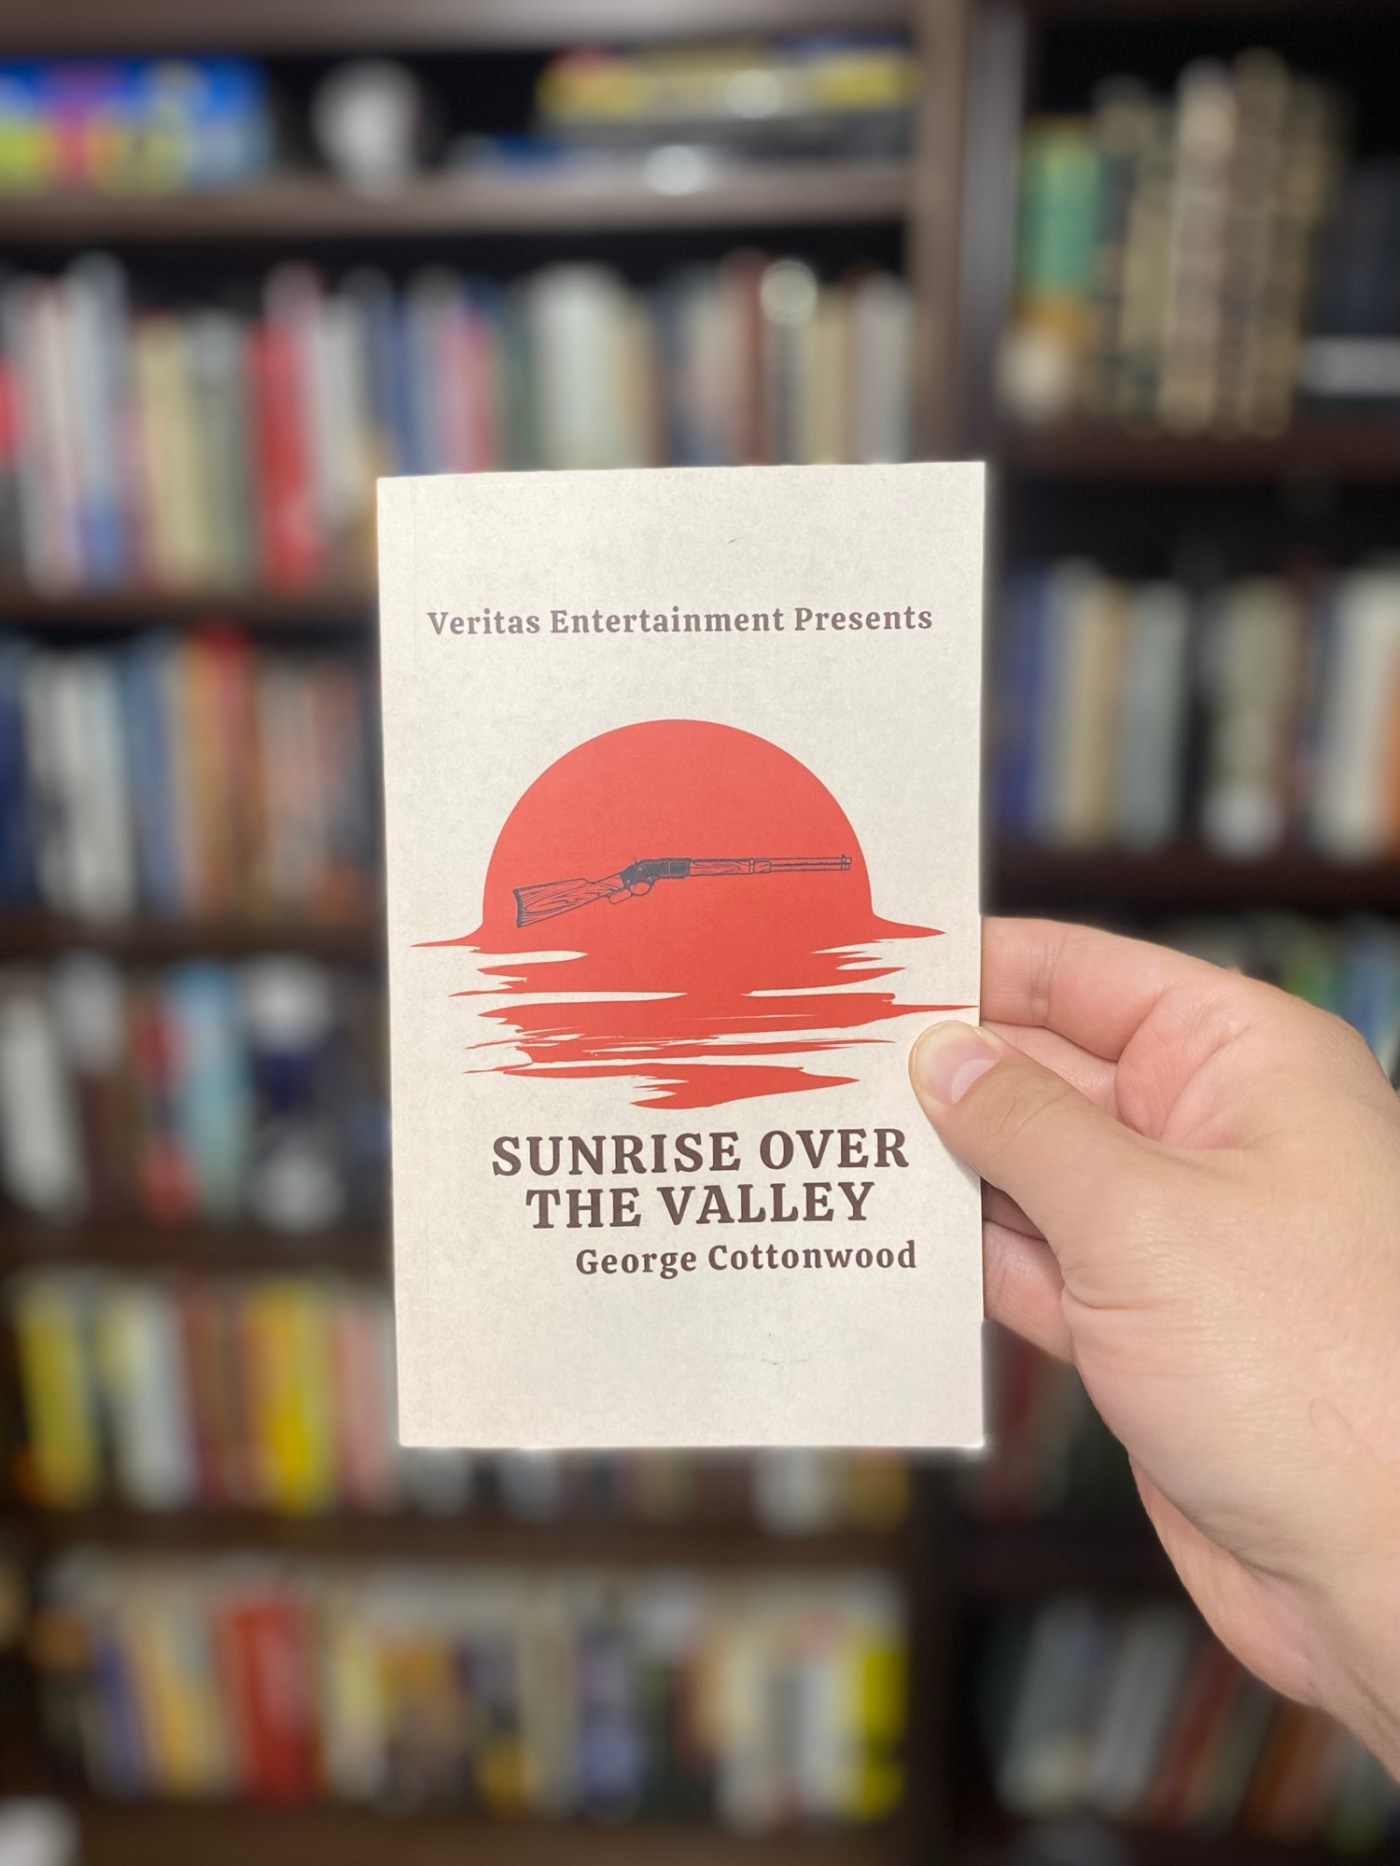 Veritas Entertainment Presents
SUNRISE OVER
THE VALLEY
George Cottonwood